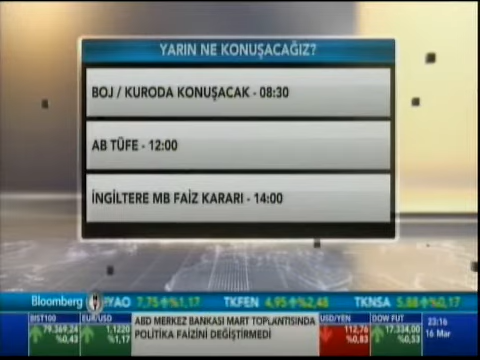 YARIN NE KONUŞACAĞIZ?
BOJ / KURODA KONUŞACAK - 08:30
AB TÜFE - 12:00
İNGİLTERE MB FAİZ KARARI - 14:00
Bloomberg YAO 7,75 %1,17 TKFEN 4,95 %2,48 TKNSA 5,88 %0,17
BIST100 EUR/USD USD/YEN DOW FUT
79.369,24 1,1220 112,76 17.334,00
%0,43 %1,17 %0,83 %0,53
ABD MERKEZ BANKASI MART TOPLANTISINDA
POLİTİKA FAİZİNİ DEĞİŞTİRMEDİ
23:16
16 Mar